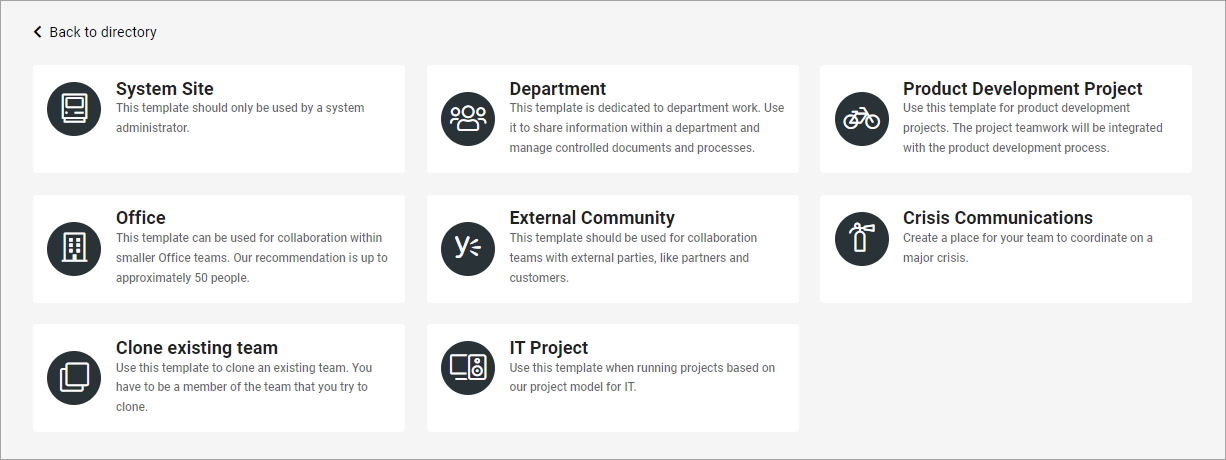 Back to directory
System Site
This template should only be used by a system
administrator.
Department
This template is dedicated to department work. Use
it to share information within a department and
manage controlled documents and processes.
Product Development Project
Use this template for product development
projects. The project teamwork will be integrated
with the product development process.
Office
This template can be used for collaboration within
smaller Office teams. Our recommendation is up to
approximately 50 people.
External Community
This template should be used for collaboration
teams with external parties, like partners and
customers.
Crisis Communications
Create a place for your team to coordinate on a
major crisis.
Clone existing team
Use this template to clone an existing team. You
have to be a member of the team that you try to
clone.
IT Project
Use this template when running projects based on
our project model for IT.